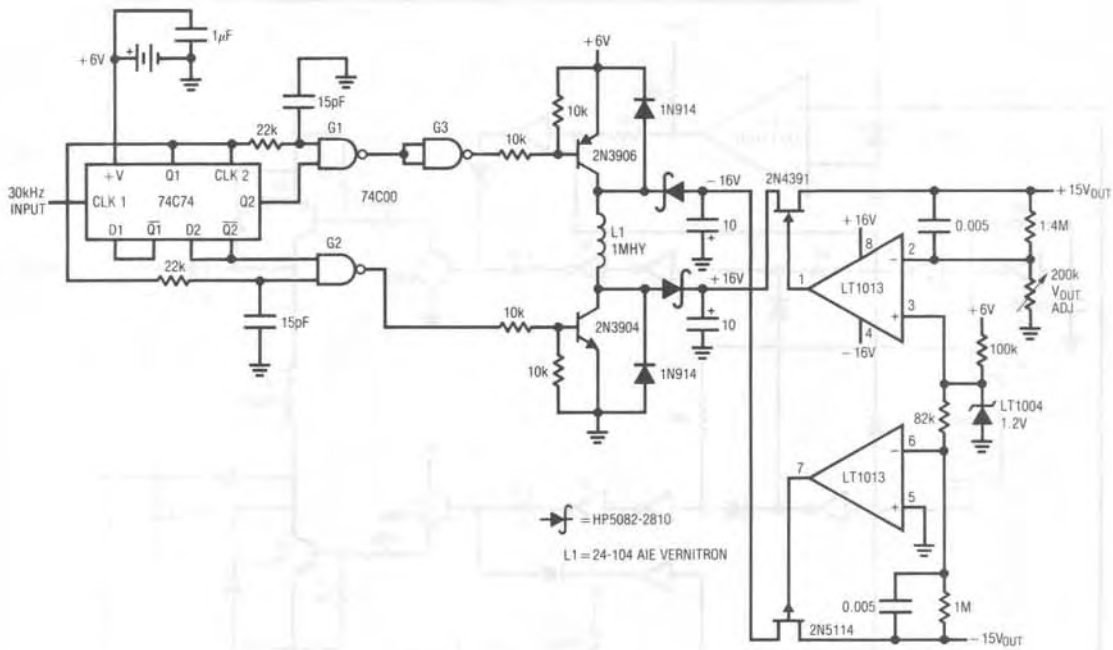 1µF
+6V
15pF
22k
G1
G3
10k
+6V
10k
1N914
2N3906
-16V
2N4391
+15VOUT
+V
Q1
CLK 2
30kHz
INPUT
CLK 1
74C74
Q2
74C00
D1
Q1
D2
Q2
G2
22k
15pF
L1
1MHY
10
+
+16V
10
+
10k
2N3904
10k
1N914
+16V
8
1
2
−
LT1013
3
+
4
-16V
0.005
1·4M
200k
VOUT
ADJ
+6V
100k
LT1004
1.2V
82k
7
6
−
LT1013
5
+
=HP5082-2810
L1=24-104 AIE VERNITRON
0.005
1M
2N5114
-15VOUT